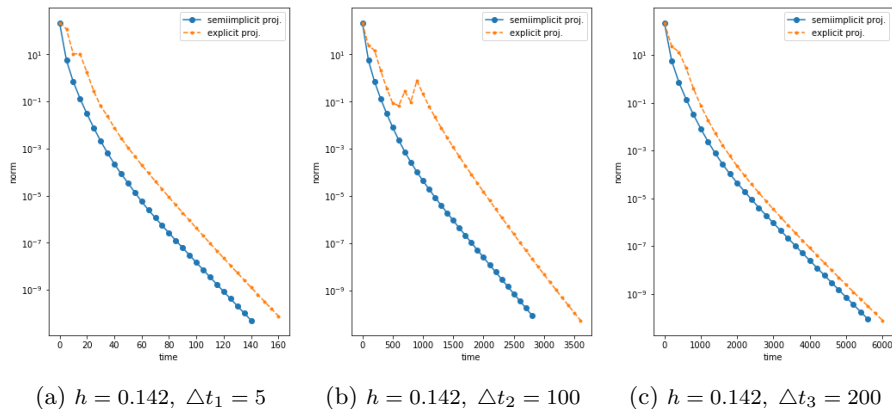 semiimplicit proj.
explicit proj.
norm
10^1
10^-1
10^-3
10^-5
10^-7
10^-9
0 20 40 60 80 100 120 140 160
time
semiimplicit proj.
explicit proj.
norm
10^1
10^-1
10^-3
10^-5
10^-7
10^-9
0 500 1000 1500 2000 2500 3000 3500
time
semiimplicit proj.
explicit proj.
norm
10^1
10^-1
10^-3
10^-5
10^-7
10^-9
0 1000 2000 3000 4000 5000 6000
time
(a) h = 0.142, △t₁ = 5
(b) h = 0.142, △t₂ = 100
(c) h = 0.142, △t₃ = 200